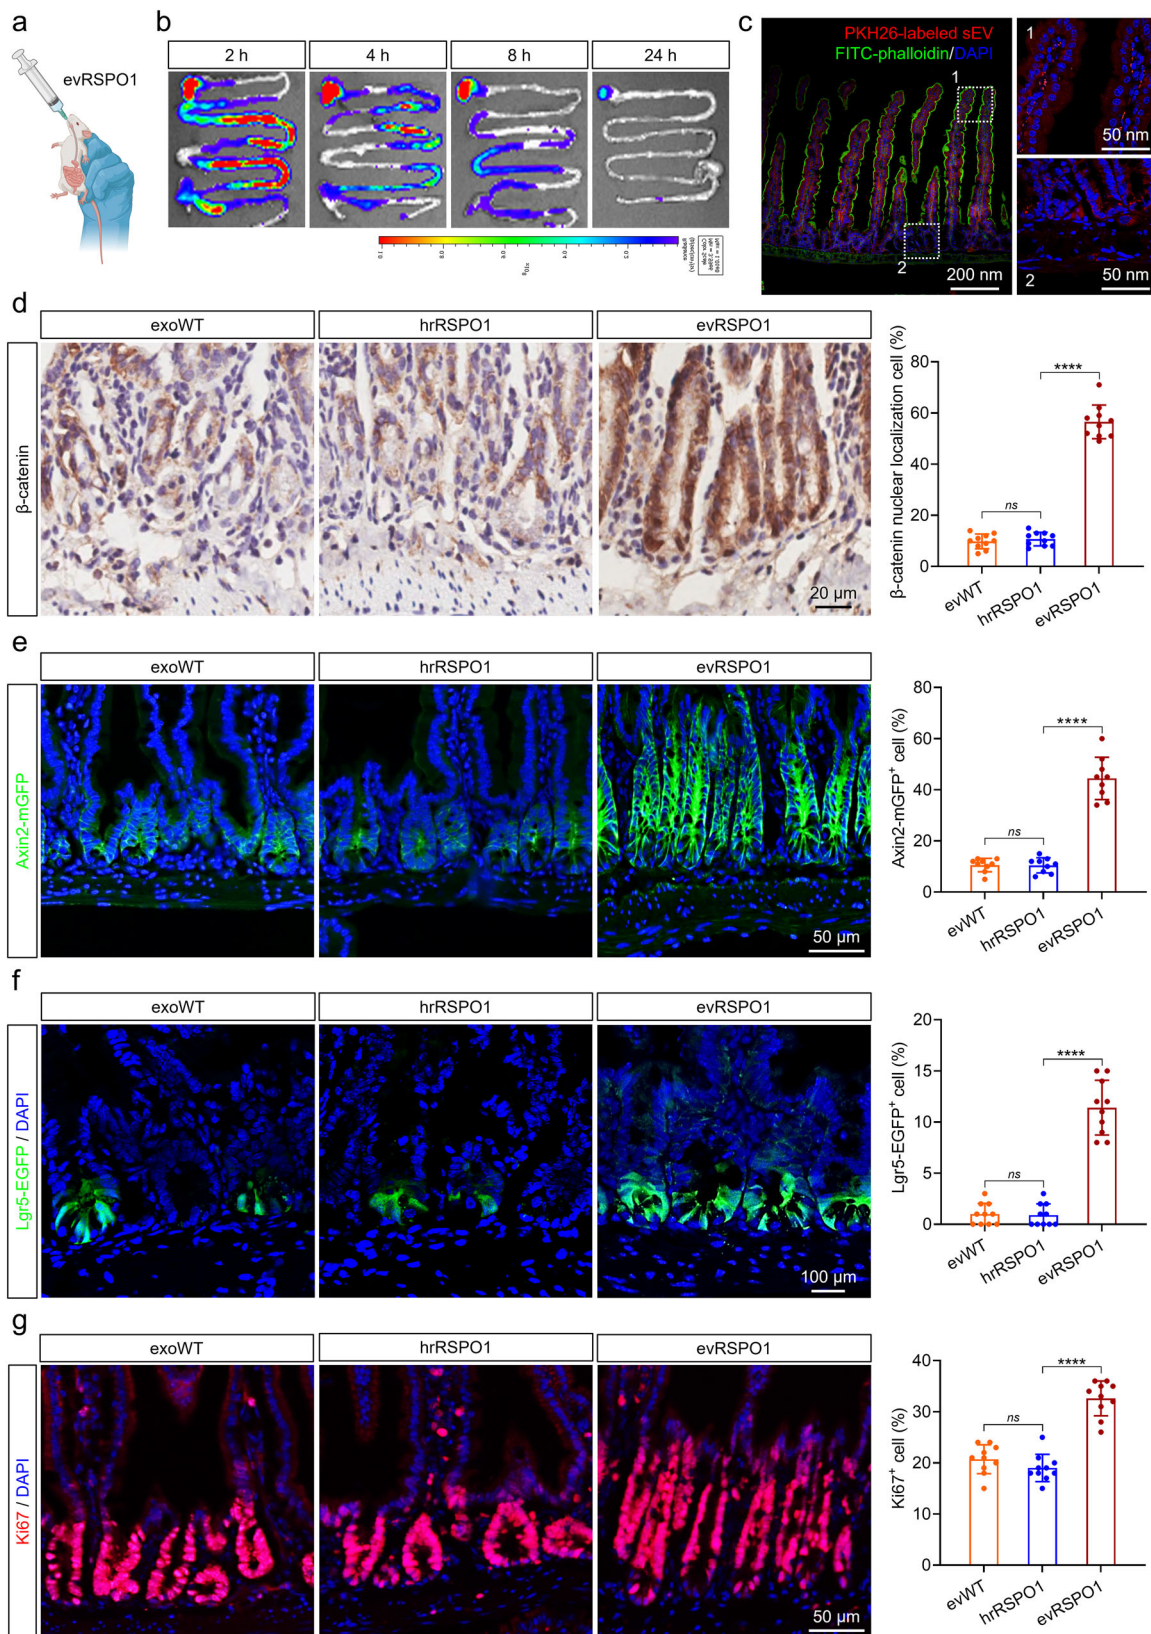 a
evRSPO1
b
2 h
4 h
8 h
24 h
c
PKH26-labeled sEV
FITC-phalloidin/DAPI
1
2
200 nm
1
50 nm
2
50 nm
d
exoWT
hrRSPO1
evRSPO1
β-catenin
20 µm
β-catenin nuclear localization cell (%)
80
60
40
20
0
ns
****
evWT
hrRSPO1
evRSPO1
e
exoWT
hrRSPO1
evRSPO1
Axin2-mGFP
50 µm
Axin2-mGFP⁺ cell (%)
80
60
40
20
0
ns
****
evWT
hrRSPO1
evRSPO1
f
exoWT
hrRSPO1
evRSPO1
Lgr5-EGFP / DAPI
100 µm
Lgr5-EGFP⁺ cell (%)
20
15
10
5
0
ns
****
evWT
hrRSPO1
evRSPO1
g
exoWT
hrRSPO1
evRSPO1
Ki67 / DAPI
50 µm
Ki67⁺ cell (%)
40
30
20
10
0
ns
****
evWT
hrRSPO1
evRSPO1